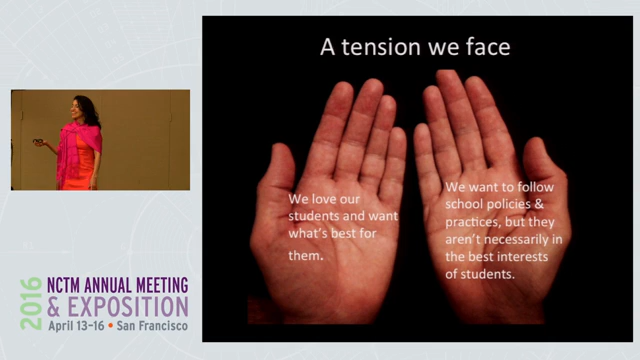 A tension we face
We love our
students and want
what's best for
them.
We want to follow
school policies &
practices, but they
aren't necessarily in
the best interests
of students.
2016
NCTM ANNUAL MEETING
& EXPOSITION
April 13–16 • San Francisco